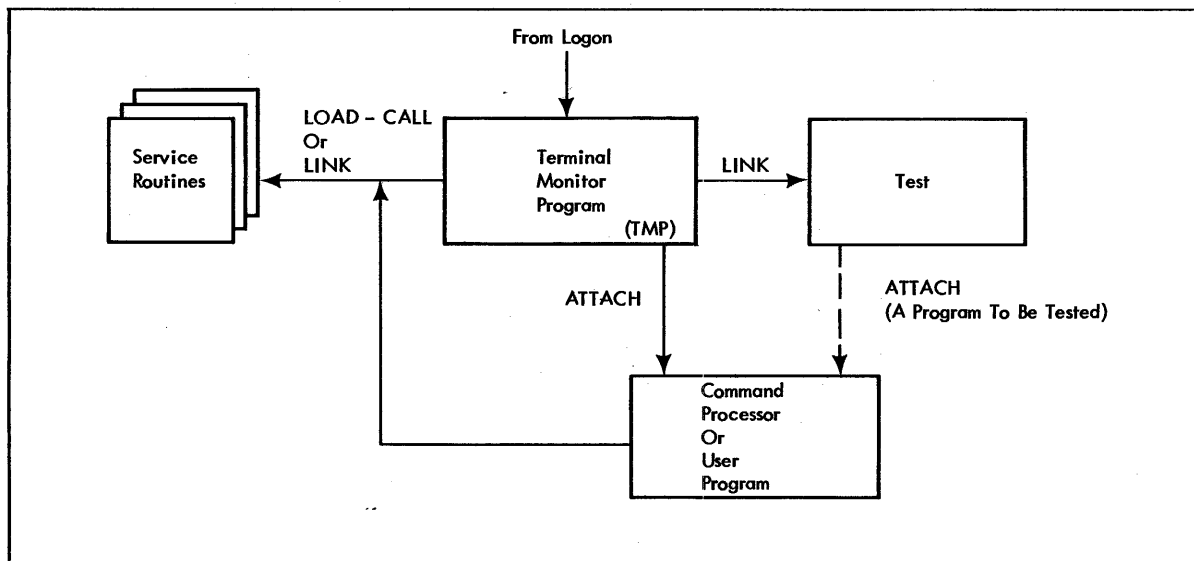 From Logon
LOAD - CALL
Or
LINK
Service
Routines
Terminal
Monitor
Program
(TMP)
LINK
Test
ATTACH
ATTACH
(A Program To Be Tested)
Command
Processor
Or
User
Program